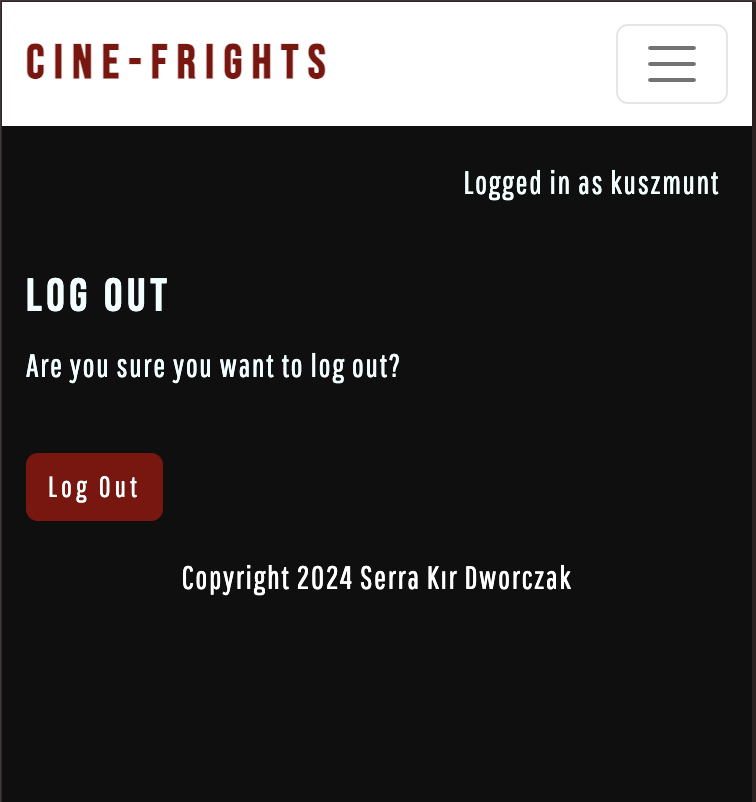 CINE-FRIGHTS
Logged in as kuszmunt
LOG OUT
Are you sure you want to log out?
Log Out
Copyright 2024 Serra Kır Dworczak